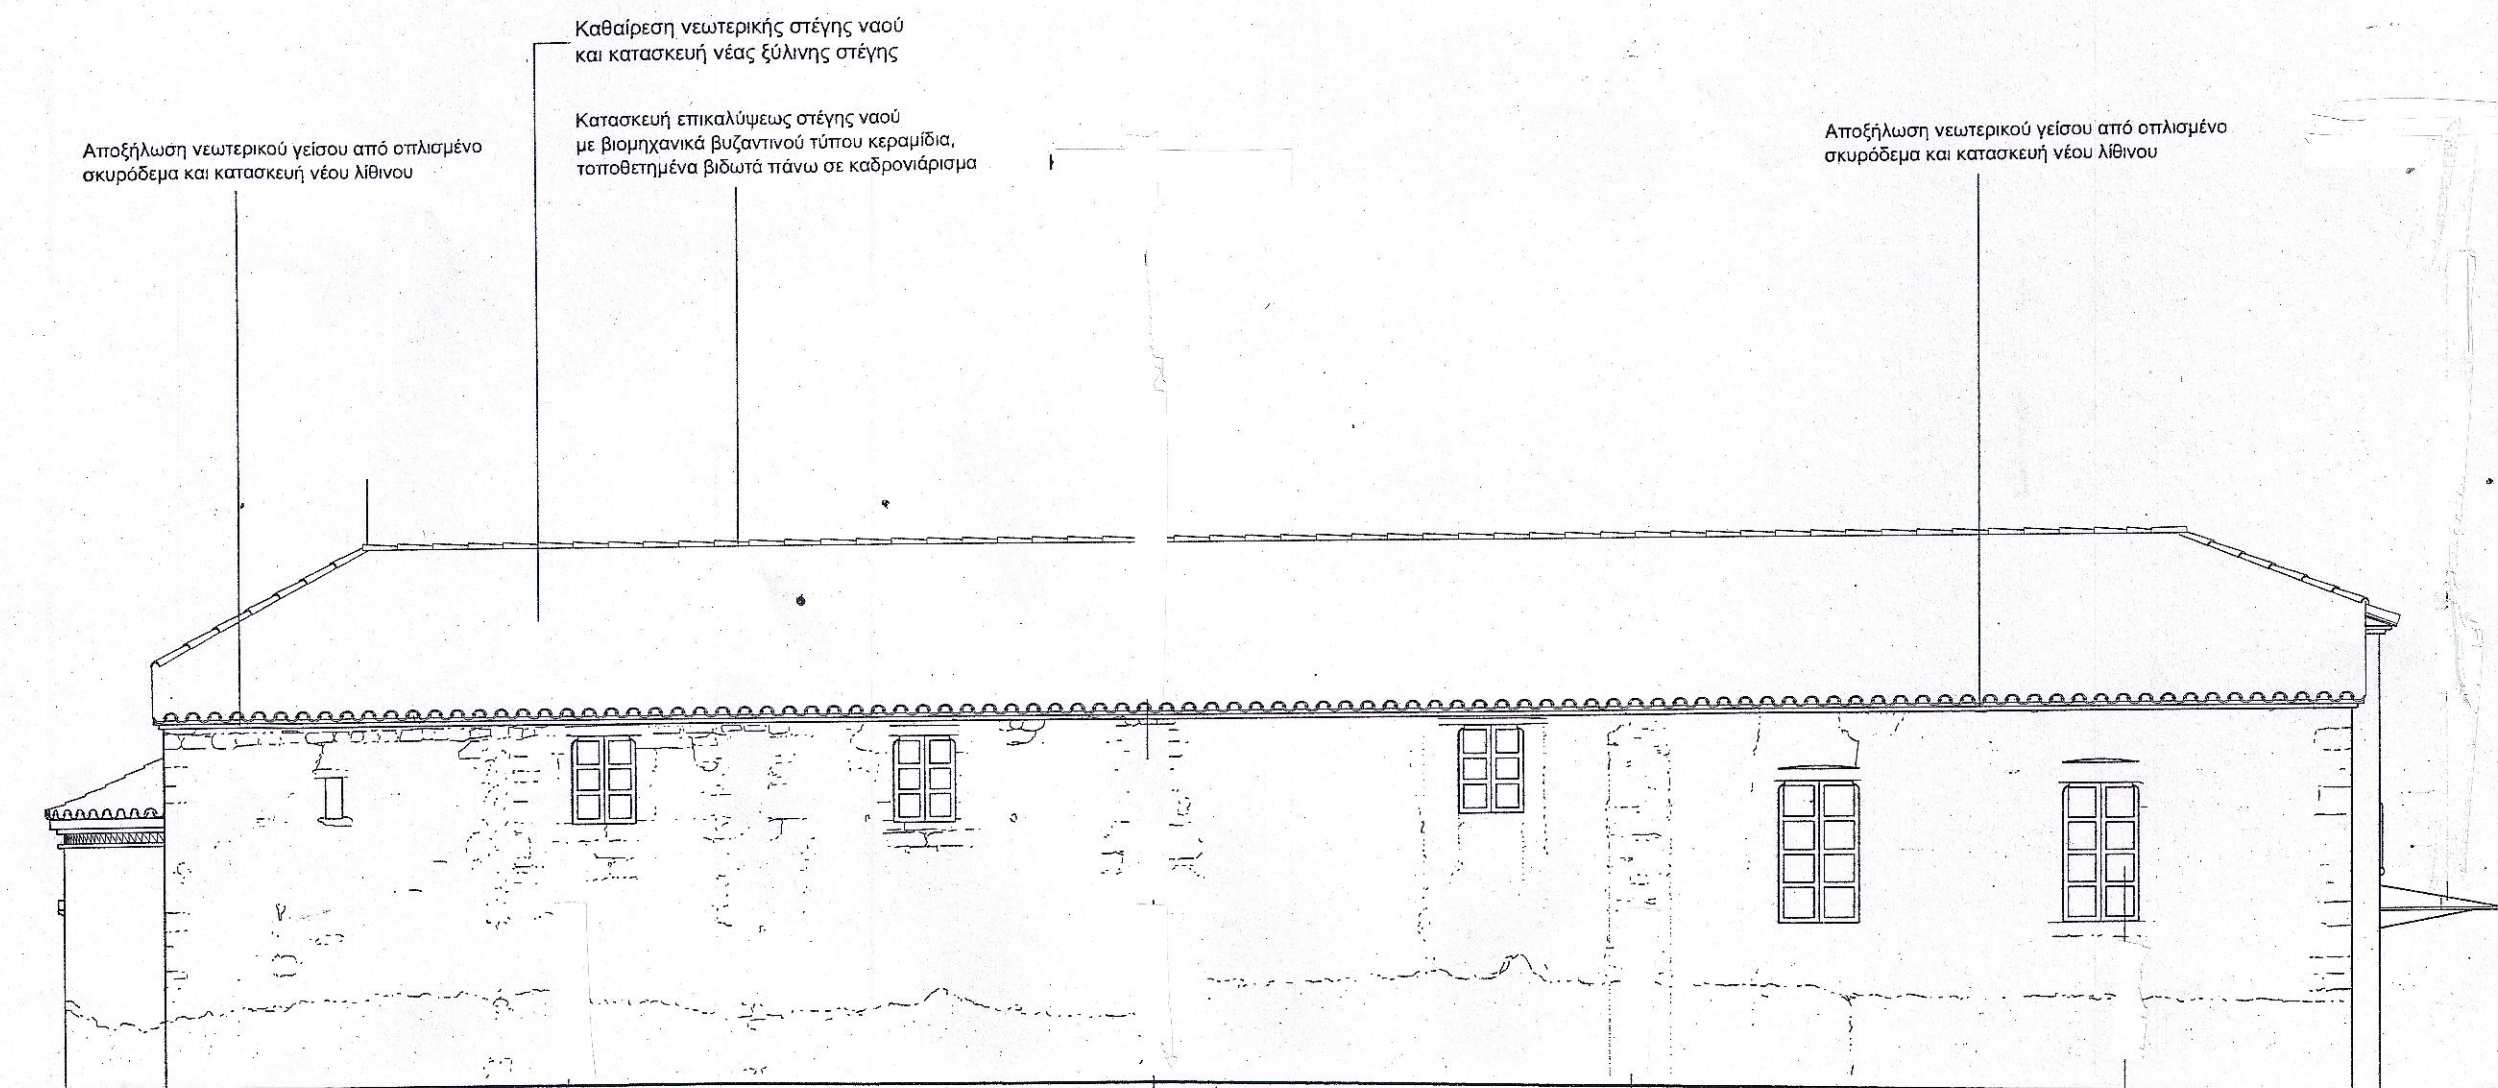 Καθαίρεση νεωτερικής στέγης ναού
και κατασκευή νέας ξύλινης στέγης
Κατασκευή επικαλύψεως στέγης ναού
με βιομηχανικά βυζαντινού τύπου κεραμίδια,
τοποθετημένα βιδωτά πάνω σε καδρονιάρισμα
Αποξήλωση νεωτερικού γείσου από οπλισμένο
σκυρόδεμα και κατασκευή νέου λίθινου
Αποξήλωση νεωτερικού γείσου από οπλισμένο
σκυρόδεμα και κατασκευή νέου λίθινου